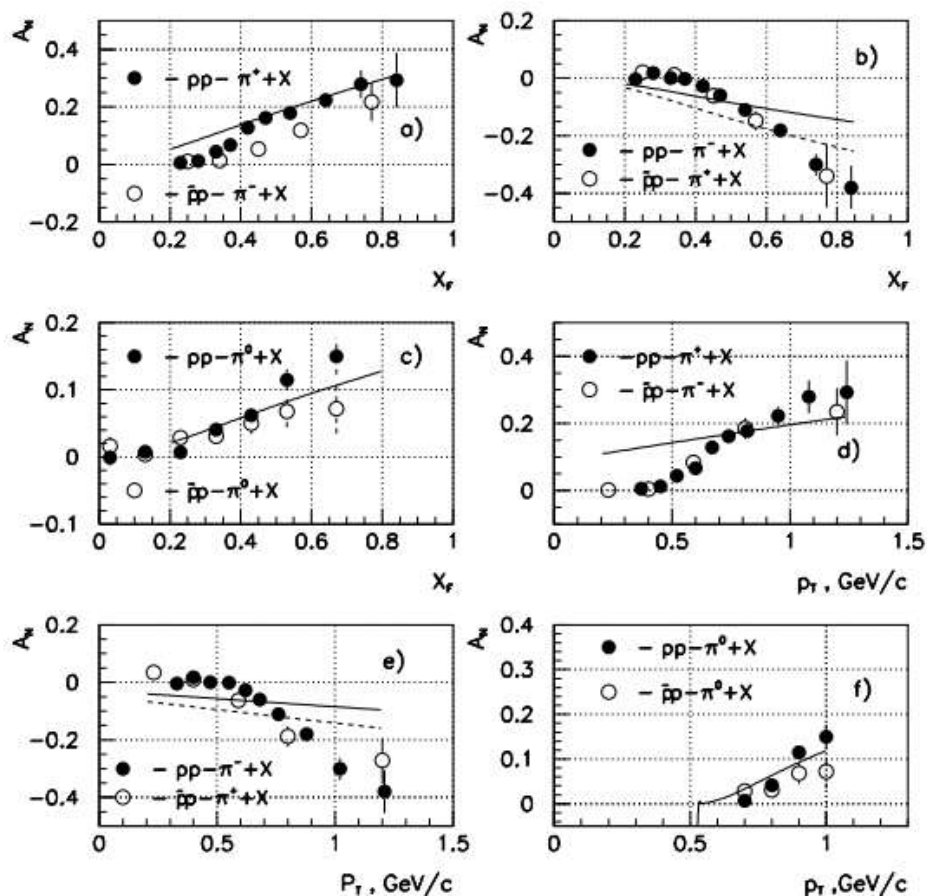 A_N
0.4
● – pp – π⁺+X
0.2
a)
0
○ – p̄p – π⁻+X
−0.2
0 0.2 0.4 0.6 0.8 1
X_F
A_N
0.2
b)
0
−0.2
● – pp – π⁻+X
○ – p̄p – π⁺+X
−0.4
0 0.2 0.4 0.6 0.8 1
X_F
A_N
0.2
● – pp – π⁰+X
c)
0.1
0
○ – p̄p – π⁰+X
−0.1
0 0.2 0.4 0.6 0.8 1
X_F
A_N
0.4
● – pp – π⁺+X
○ – p̄p – π⁻+X
0.2
d)
0
0 0.5 1 1.5
p_T , GeV/c
A_N
0.2
e)
0
−0.2
● – pp – π⁻+X
○ – p̄p – π⁺+X
−0.4
0 0.5 1 1.5
P_T , GeV/c
A_N
0.4
● – pp – π⁰+X
0.3
○ – p̄p – π⁰+X
0.2
f)
0.1
0
0 0.5 1
p_T , GeV/c